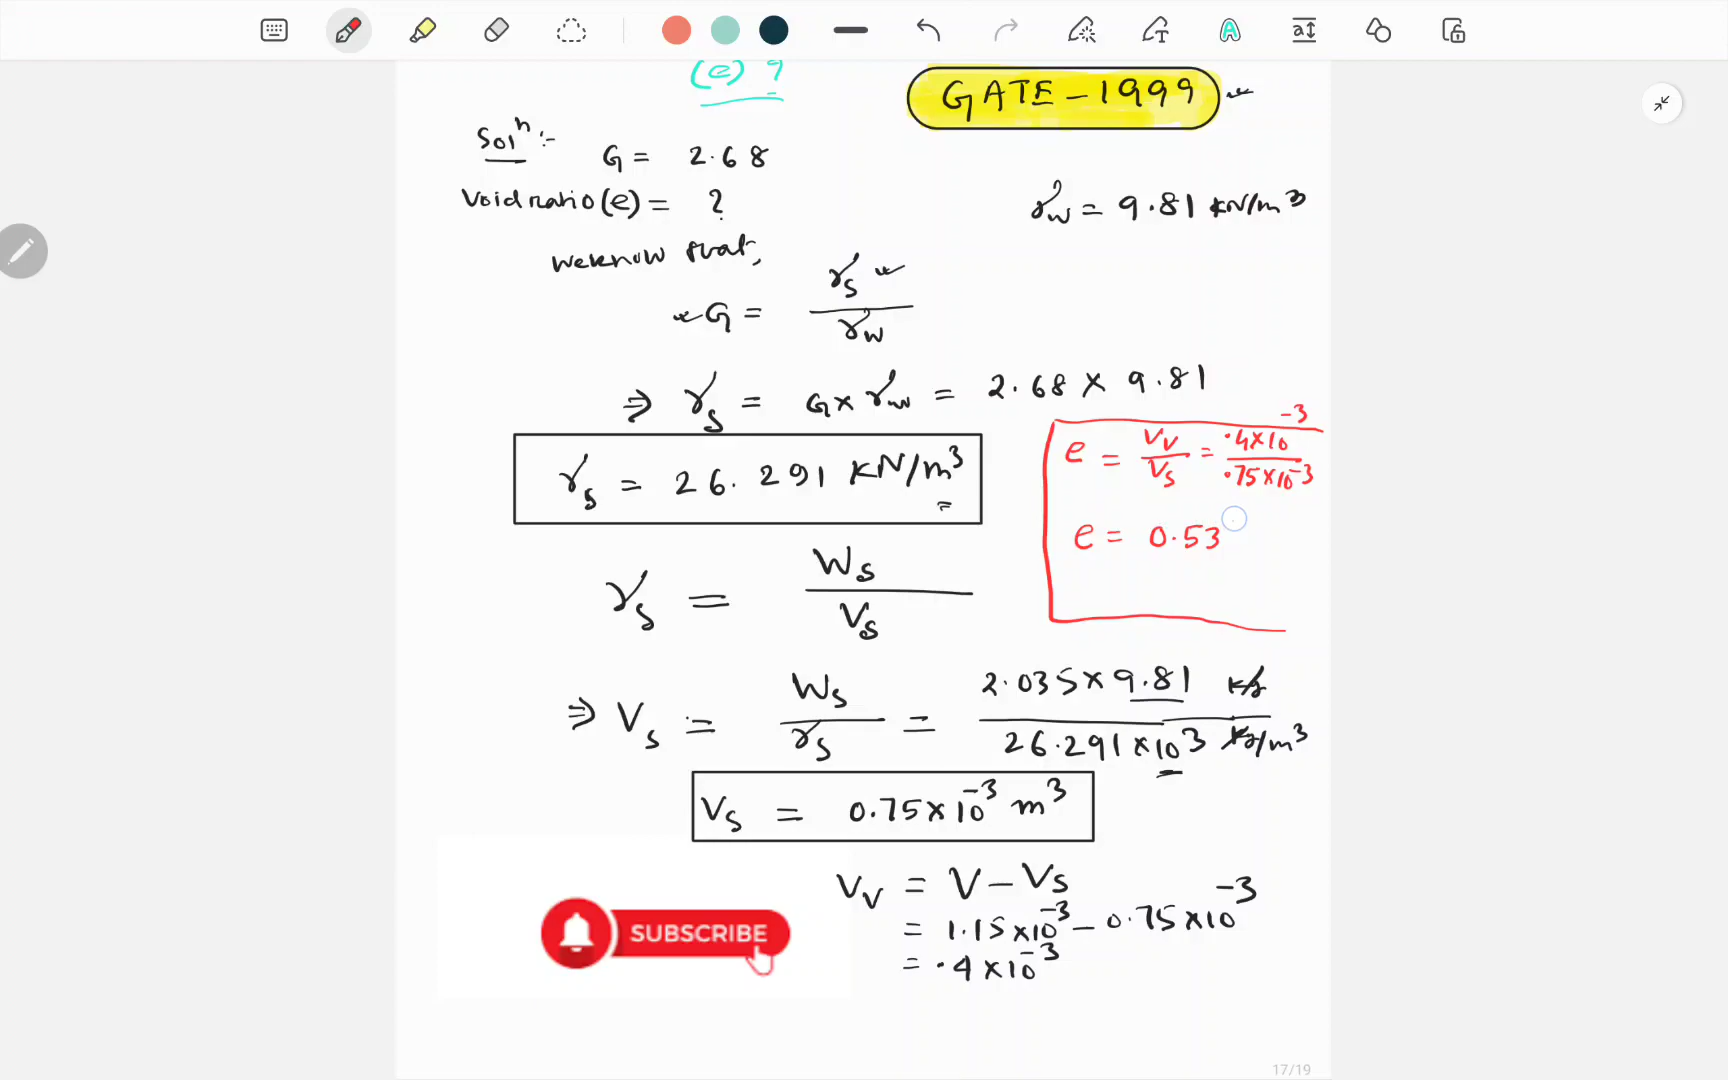 (e) ?
GATE - 1999
Solⁿ :-
G = 2.68
Void ratio (e) = ?
γw = 9.81 kN/m³
we know that,
G = γs / γw
⇒ γs = G × γw = 2.68 × 9.81
γs = 26.291 KN/m³
e = Vv / Vs = .4×10⁻³ / .75×10⁻³
e = 0.53
γs = Ws / Vs
⇒ Vs = Ws / γs = 2.035×9.81 / 26.291×10³ /m³
Vs = 0.75×10⁻³ m³
Vv = V - Vs
= 1.15×10⁻³ - 0.75×10⁻³
= .4×10⁻³
SUBSCRIBE
17/19